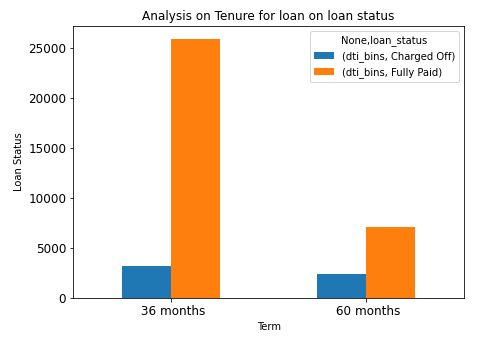 Analysis on Tenure for loan on loan status
None,loan_status
(dti_bins, Charged Off)
(dti_bins, Fully Paid)
Loan Status
25000
20000
15000
10000
5000
0
36 months
60 months
Term